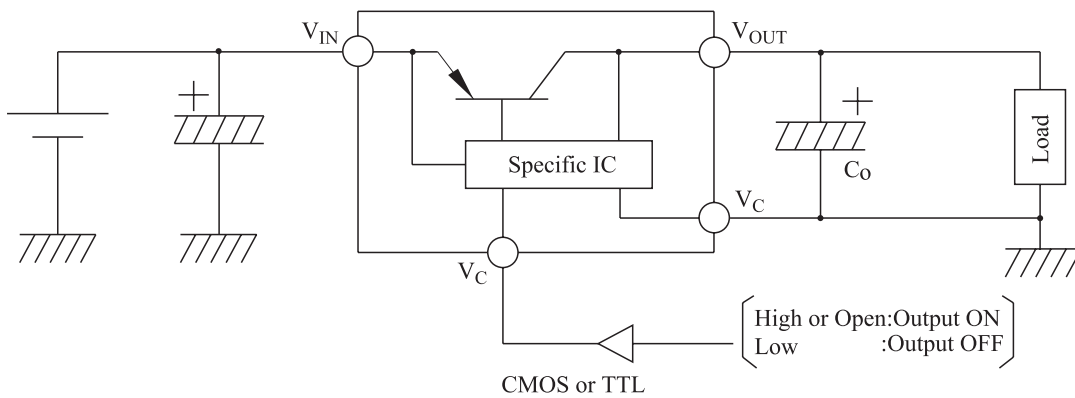 VIN
VOUT
+
+
Specific IC
Load
CO
VC
VC
High or Open:Output ON
Low :Output OFF
CMOS or TTL